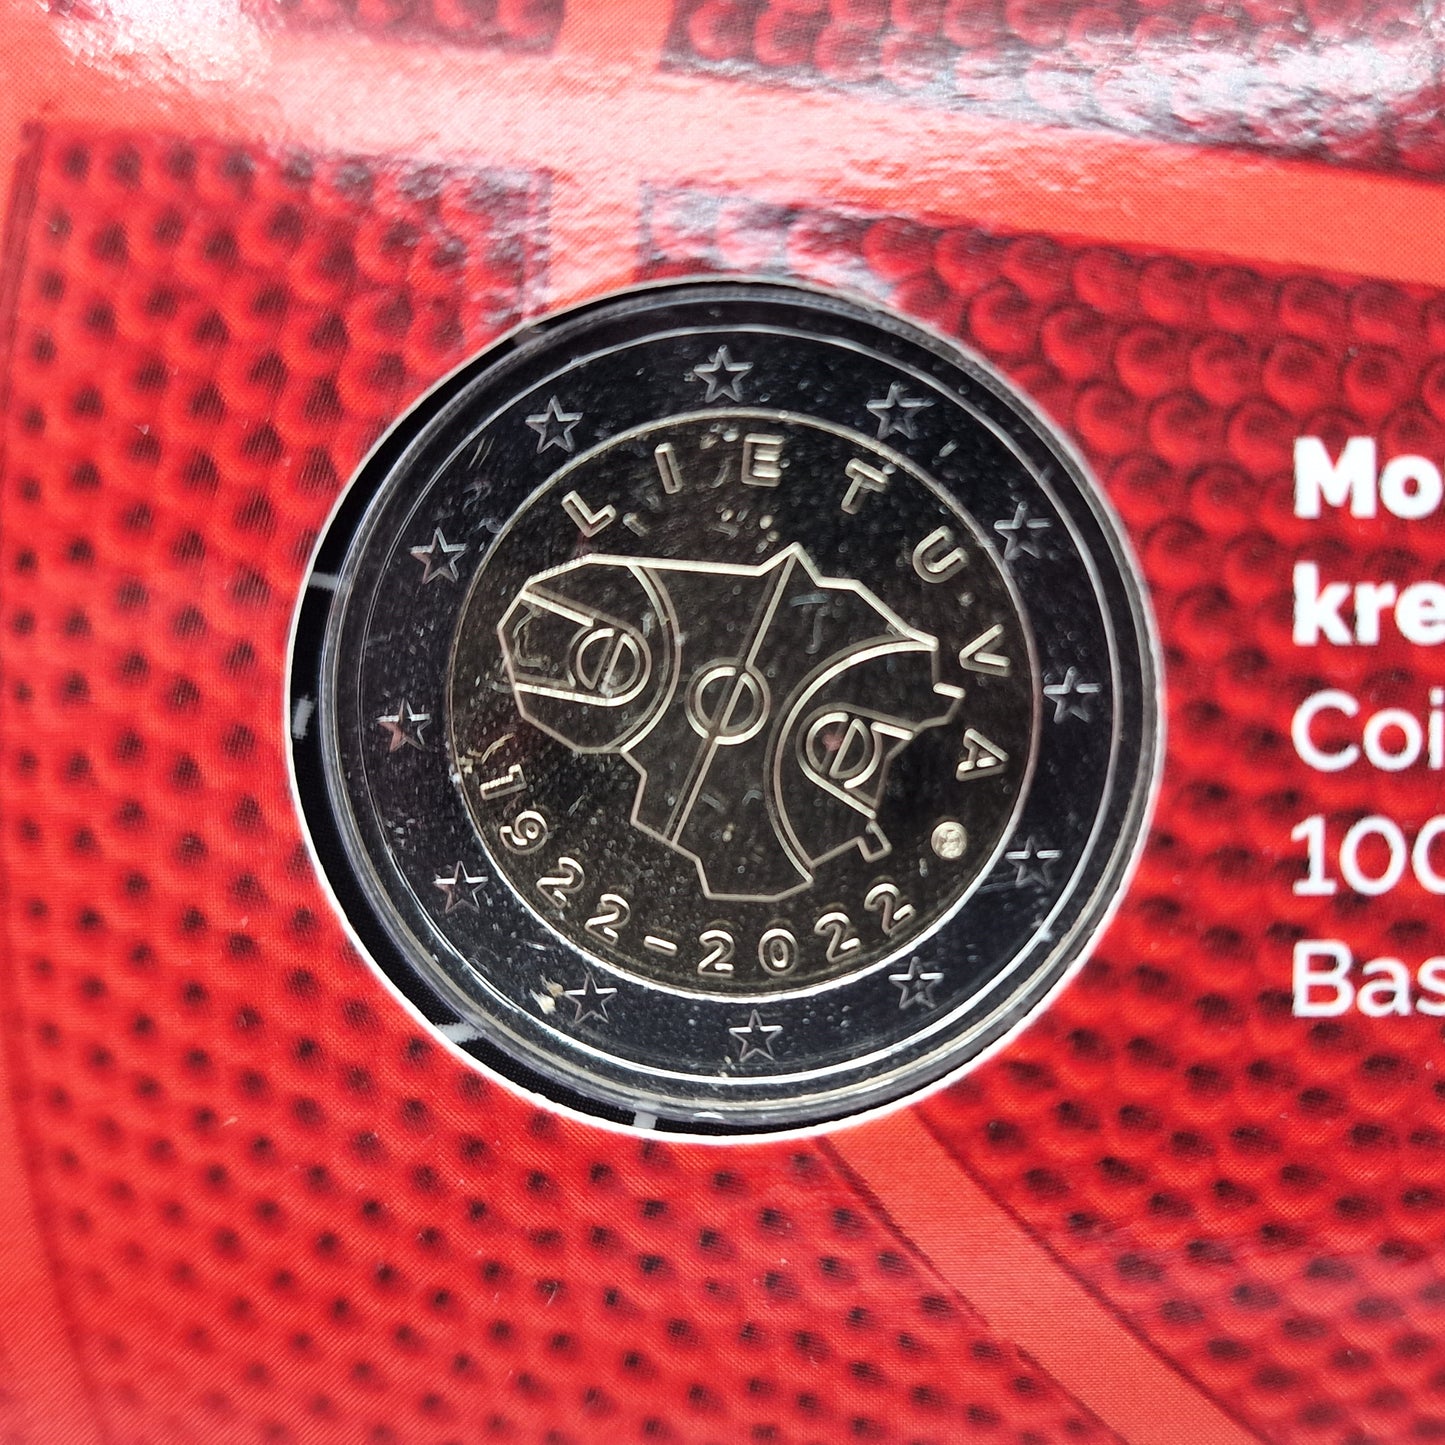 LIETUVA
1922-2022
Mo
kre
Coi
100
Bas